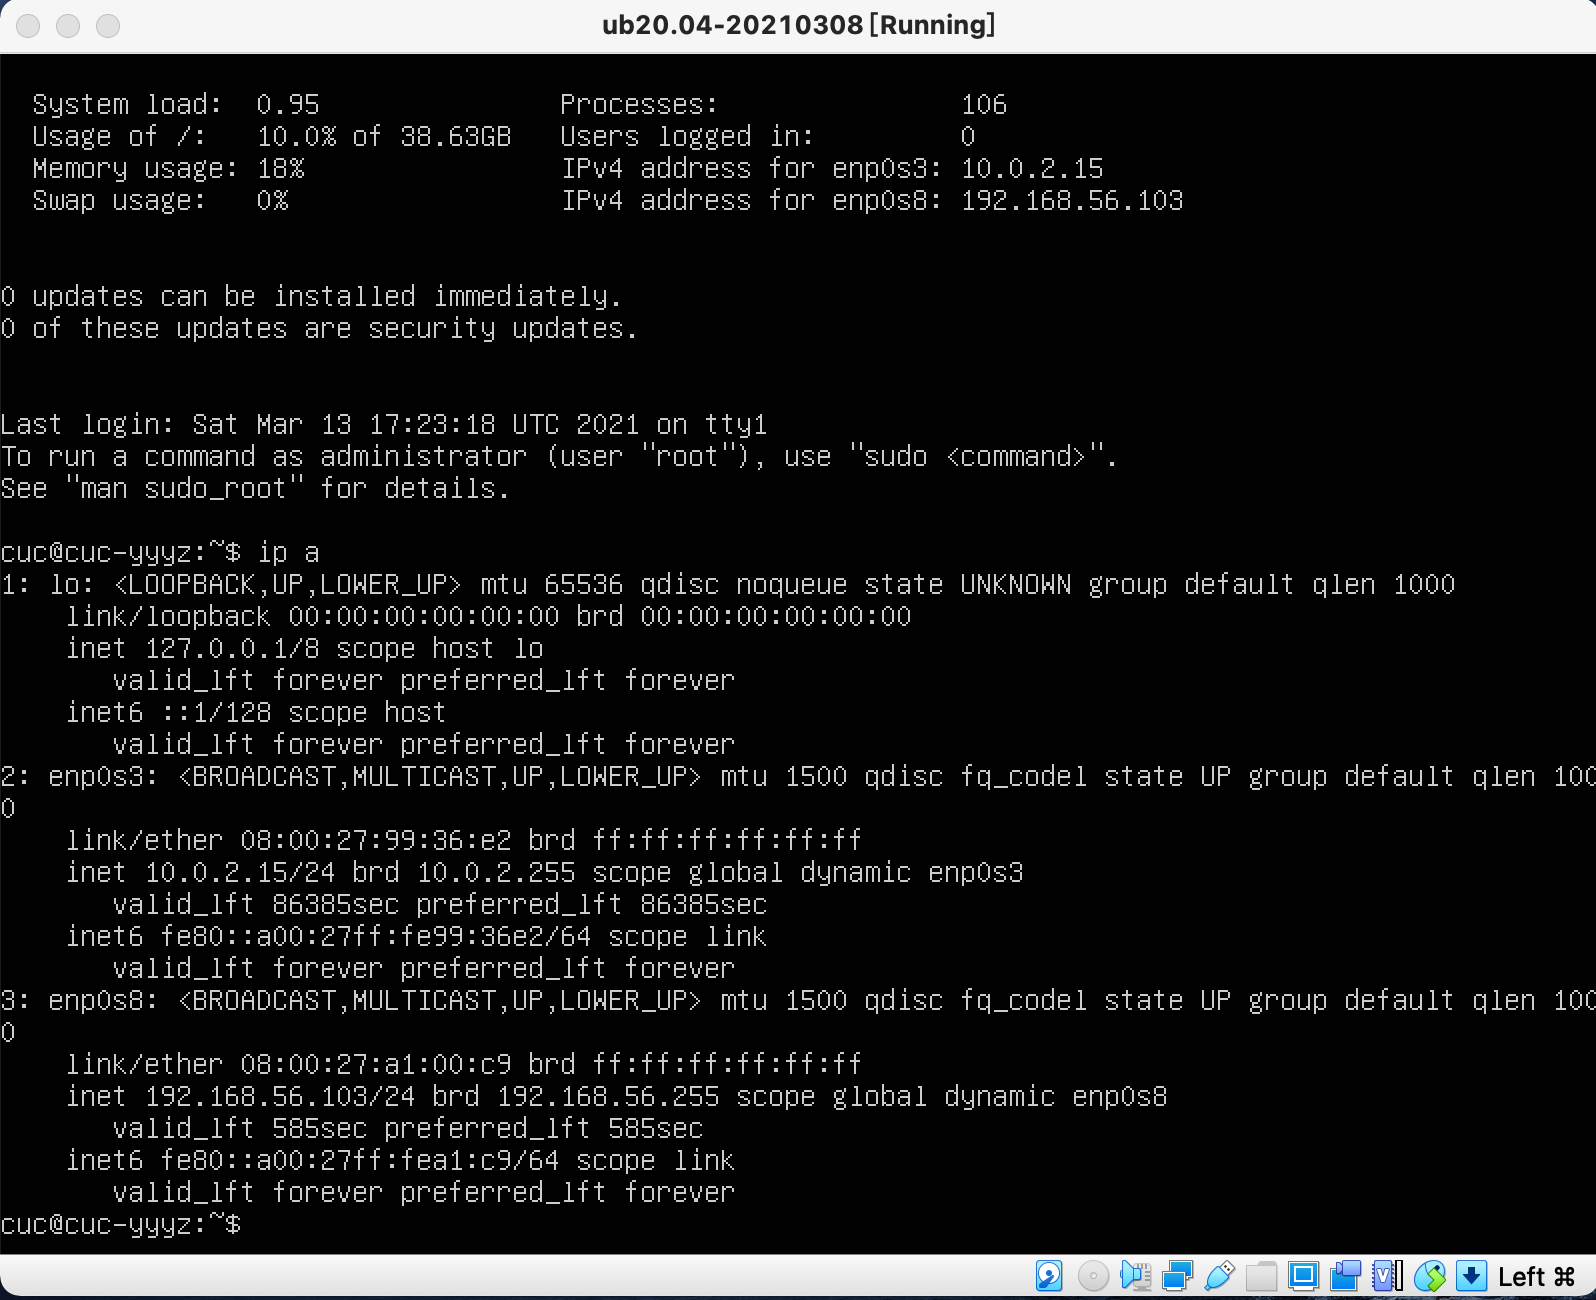 ub20.04-20210308 [Running]
System load: 0.95 Processes: 106
Usage of /: 10.0% of 38.63GB Users logged in: 0
Memory usage: 18% IPv4 address for enp0s3: 10.0.2.15
Swap usage: 0% IPv4 address for enp0s8: 192.168.56.103
0 updates can be installed immediately.
0 of these updates are security updates.
Last login: Sat Mar 13 17:23:18 UTC 2021 on tty1
To run a command as administrator (user "root"), use "sudo <command>".
See "man sudo_root" for details.
cuc@cuc-yyyz:~$ ip a
1: lo: <LOOPBACK,UP,LOWER_UP> mtu 65536 qdisc noqueue state UNKNOWN group default qlen 1000
link/loopback 00:00:00:00:00:00 brd 00:00:00:00:00:00
inet 127.0.0.1/8 scope host lo
valid_lft forever preferred_lft forever
inet6 ::1/128 scope host
valid_lft forever preferred_lft forever
2: enp0s3: <BROADCAST,MULTICAST,UP,LOWER_UP> mtu 1500 qdisc fq_codel state UP group default qlen 100
0
link/ether 08:00:27:99:36:e2 brd ff:ff:ff:ff:ff:ff
inet 10.0.2.15/24 brd 10.0.2.255 scope global dynamic enp0s3
valid_lft 86385sec preferred_lft 86385sec
inet6 fe80::a00:27ff:fe99:36e2/64 scope link
valid_lft forever preferred_lft forever
3: enp0s8: <BROADCAST,MULTICAST,UP,LOWER_UP> mtu 1500 qdisc fq_codel state UP group default qlen 100
0
link/ether 08:00:27:a1:00:c9 brd ff:ff:ff:ff:ff:ff
inet 192.168.56.103/24 brd 192.168.56.255 scope global dynamic enp0s8
valid_lft 585sec preferred_lft 585sec
inet6 fe80::a00:27ff:fea1:c9/64 scope link
valid_lft forever preferred_lft forever
cuc@cuc-yyyz:~$
Left ⌘